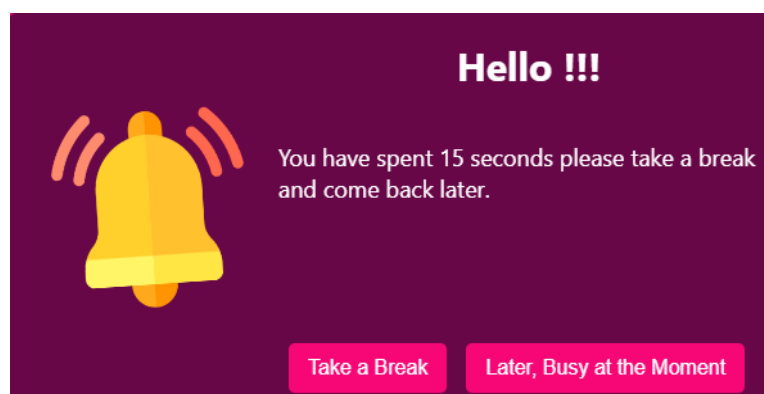 Hello !!!
You have spent 15 seconds please take a break
and come back later.
Take a Break
Later, Busy at the Moment